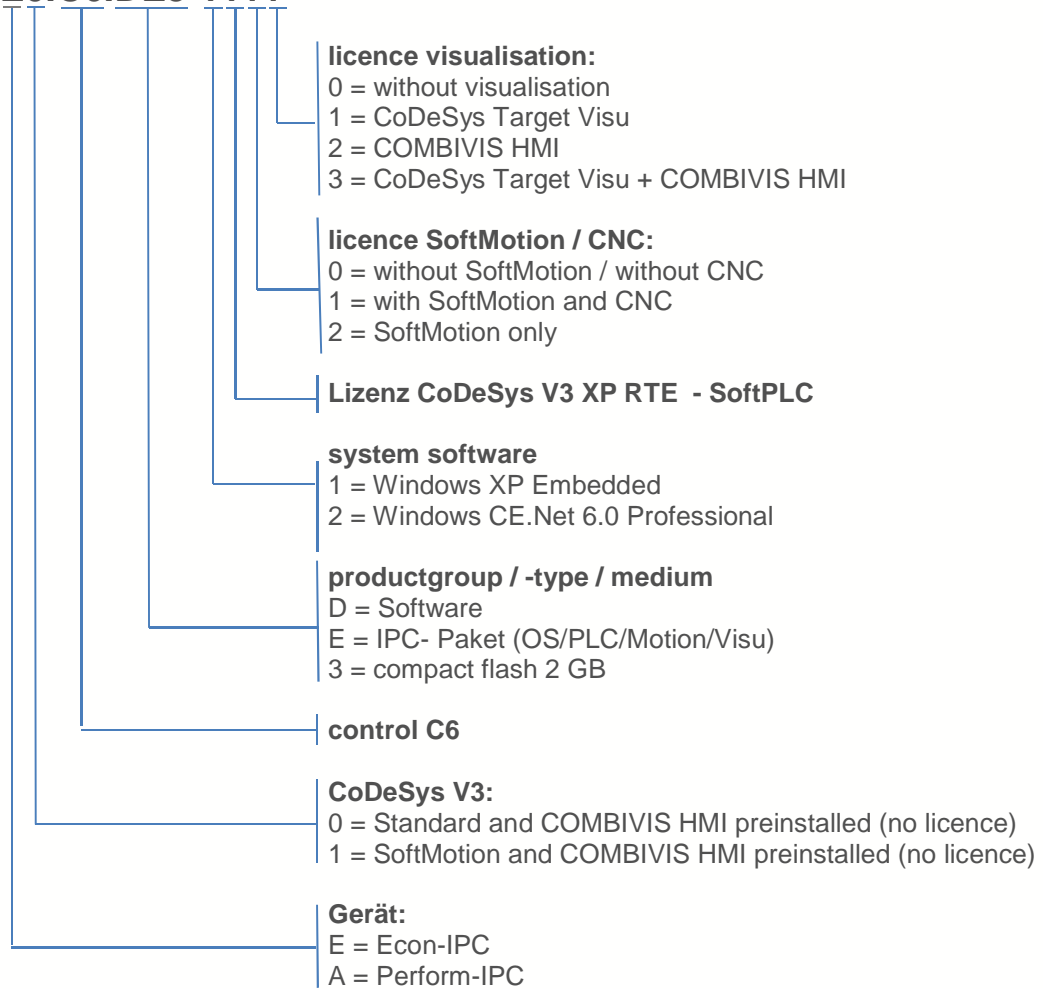 licence visualisation:
0 = without visualisation
1 = CoDeSys Target Visu
2 = COMBIVIS HMI
3 = CoDeSys Target Visu + COMBIVIS HMI
licence SoftMotion / CNC:
0 = without SoftMotion / without CNC
1 = with SoftMotion and CNC
2 = SoftMotion only
Lizenz CoDeSys V3 XP RTE - SoftPLC
system software
1 = Windows XP Embedded
2 = Windows CE.Net 6.0 Professional
productgroup / -type / medium
D = Software
E = IPC- Paket (OS/PLC/Motion/Visu)
3 = compact flash 2 GB
control C6
CoDeSys V3:
0 = Standard and COMBIVIS HMI preinstalled (no licence)
1 = SoftMotion and COMBIVIS HMI preinstalled (no licence)
Gerät:
E = Econ-IPC
A = Perform-IPC